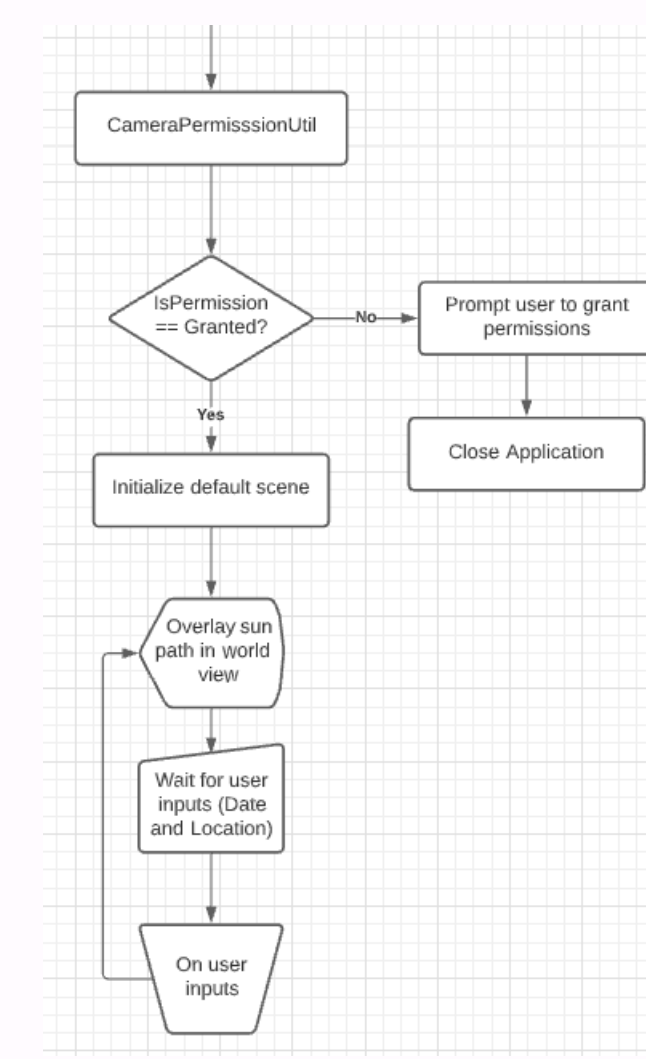 CameraPermisssionUtil
IsPermission
== Granted?
No
Prompt user to grant
permissions
Yes
Close Application
Initialize default scene
Overlay sun
path in world
view
Wait for user
inputs (Date
and Location)
On user
inputs